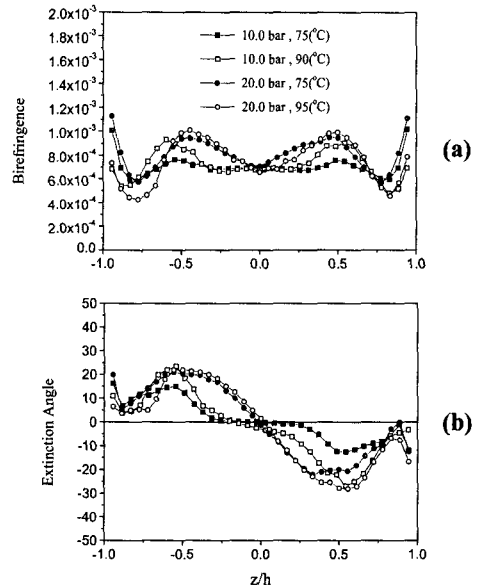 2.0x10⁻³
1.8x10⁻³
1.6x10⁻³
1.4x10⁻³
1.2x10⁻³
1.0x10⁻³
8.0x10⁻⁴
6.0x10⁻⁴
4.0x10⁻⁴
2.0x10⁻⁴
0.0
Birefringence
10.0 bar , 75(°C)
10.0 bar , 90(°C)
20.0 bar , 75(°C)
20.0 bar , 95(°C)
(a)
-1.0 -0.5 0.0 0.5 1.0
50
40
30
20
10
0
-10
-20
-30
-40
-50
Extinction Angle
(b)
-1.0 -0.5 0.0 0.5 1.0
z/h